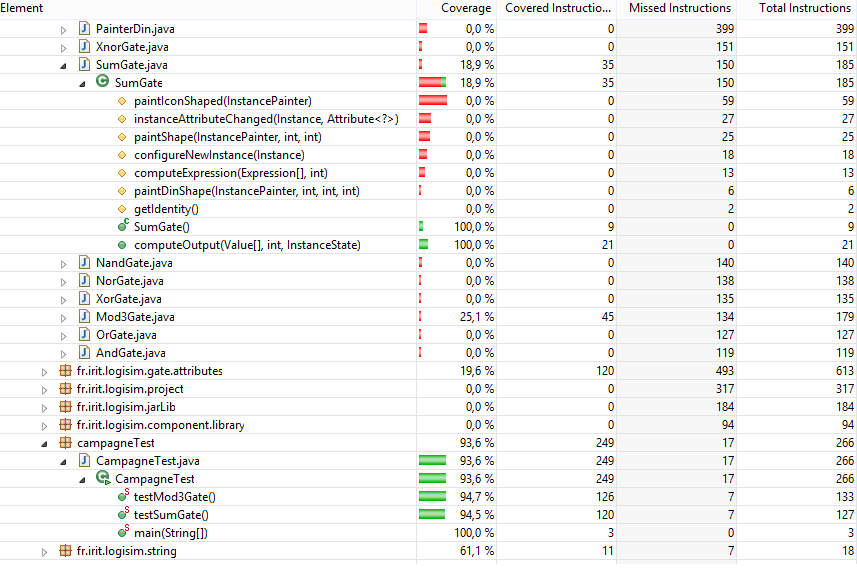 Element Coverage Covered Instructio... Missed Instructions Total Instructions
PainterDin.java 0,0 % 0 399 399
XnorGate.java 0,0 % 0 151 151
SumGate.java 18,9 % 35 150 185
SumGate 18,9 % 35 150 185
paintIconShaped(InstancePainter) 0,0 % 0 59 59
instanceAttributeChanged(Instance, Attribute<?>) 0,0 % 0 27 27
paintShape(InstancePainter, int, int) 0,0 % 0 25 25
configureNewInstance(Instance) 0,0 % 0 18 18
computeExpression(Expression[], int) 0,0 % 0 13 13
paintDinShape(InstancePainter, int, int, int) 0,0 % 0 6 6
getIdentity() 0,0 % 0 2 2
SumGate() 100,0 % 9 0 9
computeOutput(Value[], int, InstanceState) 100,0 % 21 0 21
NandGate.java 0,0 % 0 140 140
NorGate.java 0,0 % 0 138 138
XorGate.java 0,0 % 0 135 135
Mod3Gate.java 25,1 % 45 134 179
OrGate.java 0,0 % 0 127 127
AndGate.java 0,0 % 0 119 119
fr.irit.logisim.gate.attributes 19,6 % 120 493 613
fr.irit.logisim.project 0,0 % 0 317 317
fr.irit.logisim.jarLib 0,0 % 0 184 184
fr.irit.logisim.component.library 0,0 % 0 94 94
campagneTest 93,6 % 249 17 266
CampagneTest.java 93,6 % 249 17 266
CampagneTest 93,6 % 249 17 266
testMod3Gate() 94,7 % 126 7 133
testSumGate() 94,5 % 120 7 127
main(String[]) 100,0 % 3 0 3
fr.irit.logisim.string 61,1 % 11 7 18